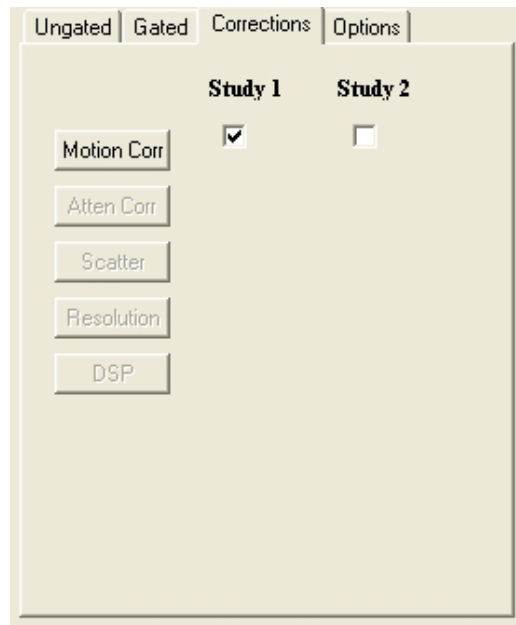 Ungated Gated Corrections Options
Study 1 Study 2
Motion Corr
Atten Corr
Scatter
Resolution
DSP